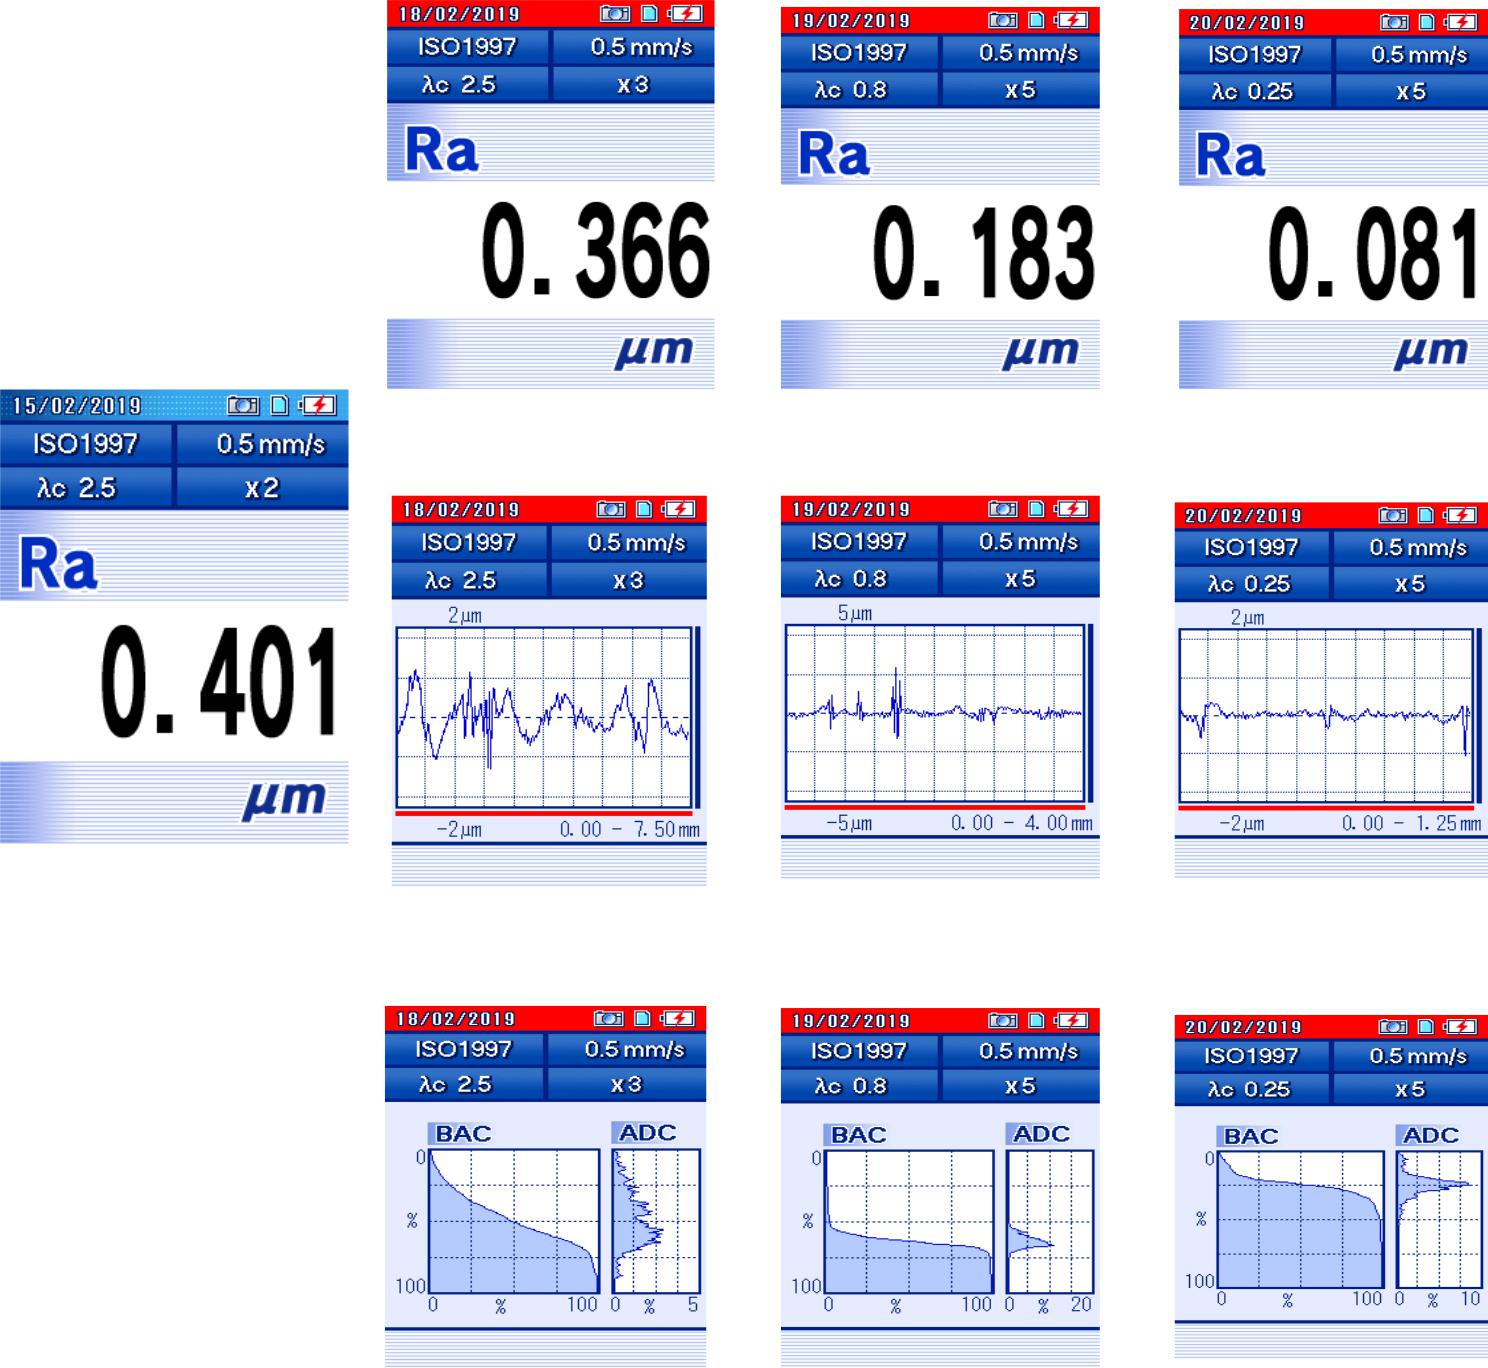 18/02/2019
ISO1997 0.5 mm/s
λc 2.5 x3
Ra
0.366
µm
19/02/2019
ISO1997 0.5 mm/s
λc 0.8 x5
Ra
0.183
µm
20/02/2019
ISO1997 0.5 mm/s
λc 0.25 x5
Ra
0.081
µm
15/02/2019
ISO1997 0.5 mm/s
λc 2.5 x2
Ra
0.401
µm
18/02/2019
ISO1997 0.5 mm/s
λc 2.5 x3
2µm
-2µm 0.00 - 7.50mm
19/02/2019
ISO1997 0.5 mm/s
λc 0.8 x5
5µm
-5µm 0.00 - 4.00mm
20/02/2019
ISO1997 0.5 mm/s
λc 0.25 x5
2µm
-2µm 0.00 - 1.25mm
18/02/2019
ISO1997 0.5 mm/s
λc 2.5 x3
BAC ADC
0
%
100
0 % 100 0 % 5
19/02/2019
ISO1997 0.5 mm/s
λc 0.8 x5
BAC ADC
0
%
100
0 % 100 0 % 20
20/02/2019
ISO1997 0.5 mm/s
λc 0.25 x5
BAC ADC
0
%
100
0 % 100 0 % 10